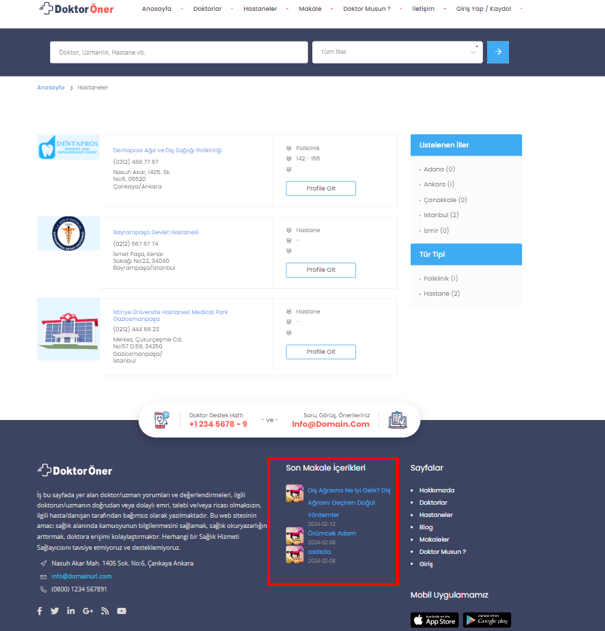 DoktorÖner
Anasayfa - Doktorlar - Hastaneler - Makale - Doktor Musun ? - İletişim - Giriş Yap / Kaydol -
Doktor, Uzmanlık, Hastane vb.
Tüm İller
Anasayfa > Hastaneler
DENTAPROS
Dentapros Ağız ve Diş Sağlığı Polikinliği
(0312) 466 77 67
Nasuh Akar, 1405. Sk.
No:6, 06520
Çankaya/Ankara
Poliklinik
142 - 165
Profile Git
Bayrampaşa Devlet Hastanesi
(0212) 567 67 74
İsmet Paşa, Kenar
Sokağı No:22, 34040
Bayrampaşa/İstanbul
Hastane
-
Profile Git
İstinye Üniversite Hastanesi Medical Park
Gaziosmanpaşa
(0212) 444 66 23
Merkez, Çukurçeşme Cd.
No:57 D:59, 34250
Gaziosmanpaşa/
İstanbul
Hastane
-
Profile Git
Listelenen İller
Adana (0)
Ankara (1)
Çanakkale (0)
İstanbul (2)
İzmir (0)
Tür Tipi
Poliklinik (1)
Hastane (2)
Doktor Destek Hattı
+1 234 5678 - 9
- ve -
Soru, Görüş, Önerileriniz
Info@Domain.Com
DoktorÖner
İş bu sayfada yer alan doktor/uzman yorumları ve değerlendirmeleri, ilgili
doktorun/uzmanın doğrudan veya dolaylı emri, talebi ve/veya ricası olmaksızın,
ilgili hasta/danışan tarafından bağımsız olarak yazılmaktadır. Bu web sitesinin
amacı sağlık alanında kamuoyunun bilgilenmesini sağlamak, sağlık okuryazarlığın
arttırmak, doktora erişimi kolaylaştırmaktır. Herhangi bir Sağlık Hizmeti
Sağlayıcısını tavsiye etmiyoruz ve desteklemiyoruz.
Nasuh Akar Mah. 1405 Sok. No:6, Çankaya Ankara
info@domainurl.com
(0800) 1234 567891
Son Makale İçerikleri
Diş Ağrısına Ne İyi Gelir? Diş
Ağrısını Geçiren Doğal
Yöntemler
2024-02-12
Örümcek Adam
2024-02-08
asdsda
2024-02-08
Sayfalar
Hakkımızda
Doktorlar
Hastaneler
Blog
Makaleler
Doktor Musun ?
Giriş
Mobil Uygulamamız
App Store
Google play